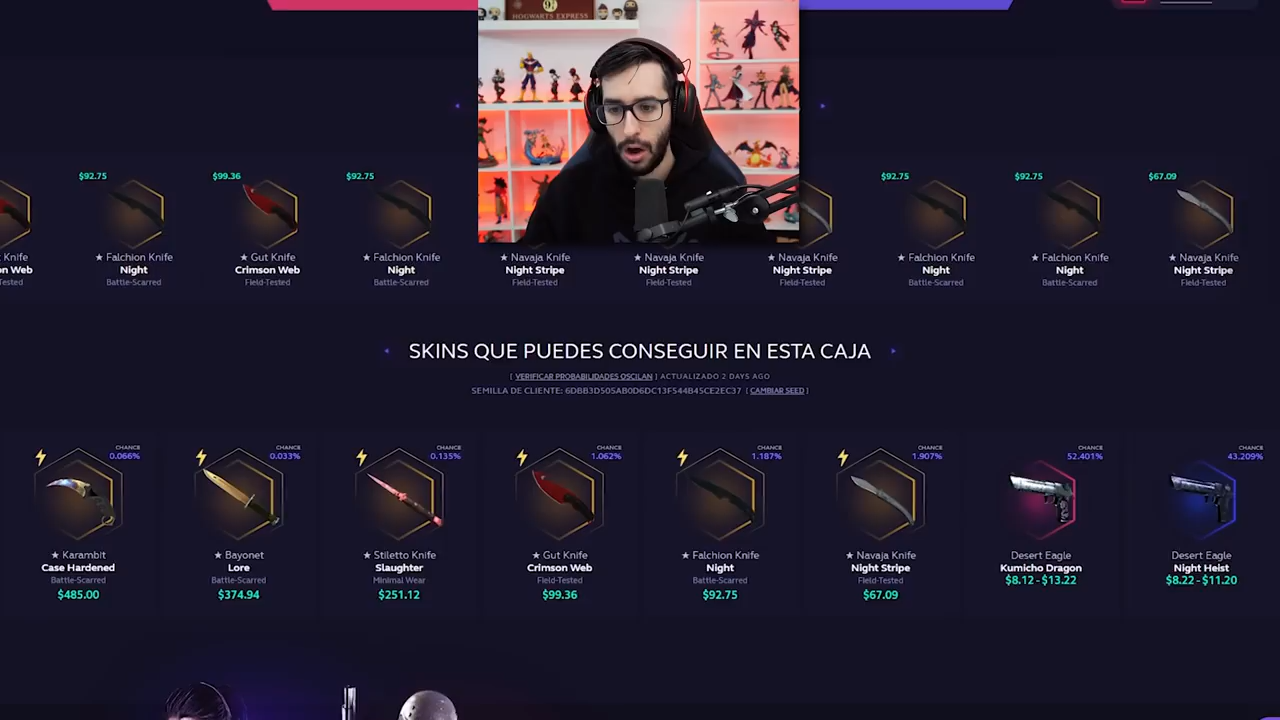 9¾
HOGWARTS EXPRESS
$92.75
$99.36
$92.75
$92.75
$92.75
$67.09
Knife
★ Falchion Knife
★ Gut Knife
★ Falchion Knife
★ Navaja Knife
★ Navaja Knife
★ Navaja Knife
★ Falchion Knife
★ Falchion Knife
★ Navaja Knife
on Web
Night
Crimson Web
Night
Night Stripe
Night Stripe
Night Stripe
Night
Night
Night Stripe
Tested
Battle-Scarred
Field-Tested
Battle-Scarred
Field-Tested
Field-Tested
Field-Tested
Battle-Scarred
Battle-Scarred
Field-Tested
SKINS QUE PUEDES CONSEGUIR EN ESTA CAJA
[ VERIFICAR PROBABILIDADES OSCILAN ] ACTUALIZADO 2 DAYS AGO
SEMILLA DE CLIENTE: 6DBB3D505AB0D6DC13F544B45CE2EC37 [ CAMBIAR SEED ]
CHANCE
0.066%
★ Karambit
Case Hardened
Battle-Scarred
$485.00
CHANCE
0.033%
★ Bayonet
Lore
Battle-Scarred
$374.94
CHANCE
0.135%
★ Stiletto Knife
Slaughter
Minimal Wear
$251.12
CHANCE
1.062%
★ Gut Knife
Crimson Web
Field-Tested
$99.36
CHANCE
1.187%
★ Falchion Knife
Night
Battle-Scarred
$92.75
CHANCE
1.907%
★ Navaja Knife
Night Stripe
Field-Tested
$67.09
CHANCE
52.401%
Desert Eagle
Kumicho Dragon
$8.12 - $13.22
CHANCE
43.209%
Desert Eagle
Night Heist
$8.22 - $11.20